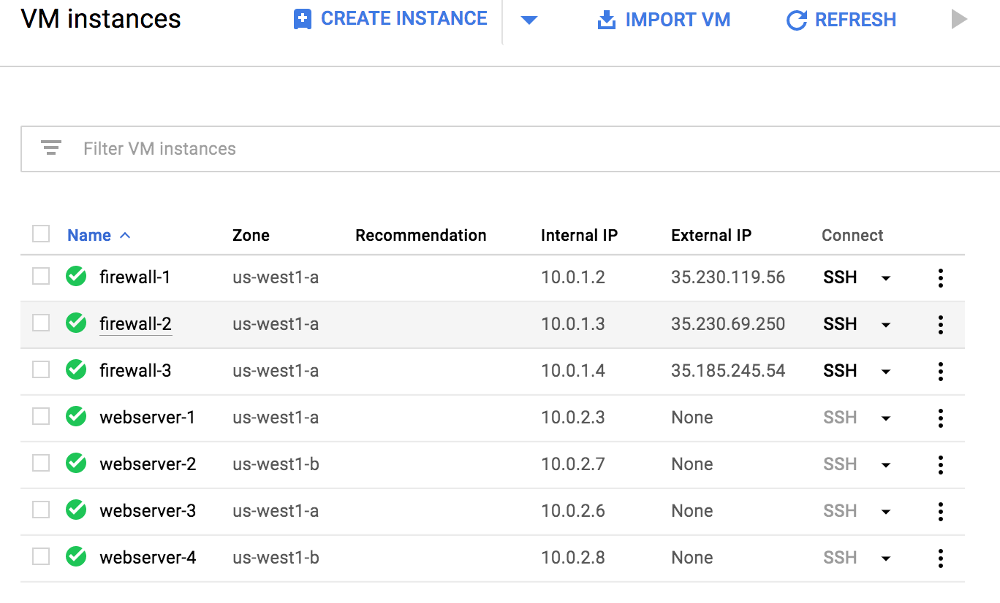 VM instances CREATE INSTANCE IMPORT VM REFRESH
Filter VM instances
Name Zone Recommendation Internal IP External IP Connect
firewall-1 us-west1-a 10.0.1.2 35.230.119.56 SSH
firewall-2 us-west1-a 10.0.1.3 35.230.69.250 SSH
firewall-3 us-west1-a 10.0.1.4 35.185.245.54 SSH
webserver-1 us-west1-a 10.0.2.3 None SSH
webserver-2 us-west1-b 10.0.2.7 None SSH
webserver-3 us-west1-a 10.0.2.6 None SSH
webserver-4 us-west1-b 10.0.2.8 None SSH